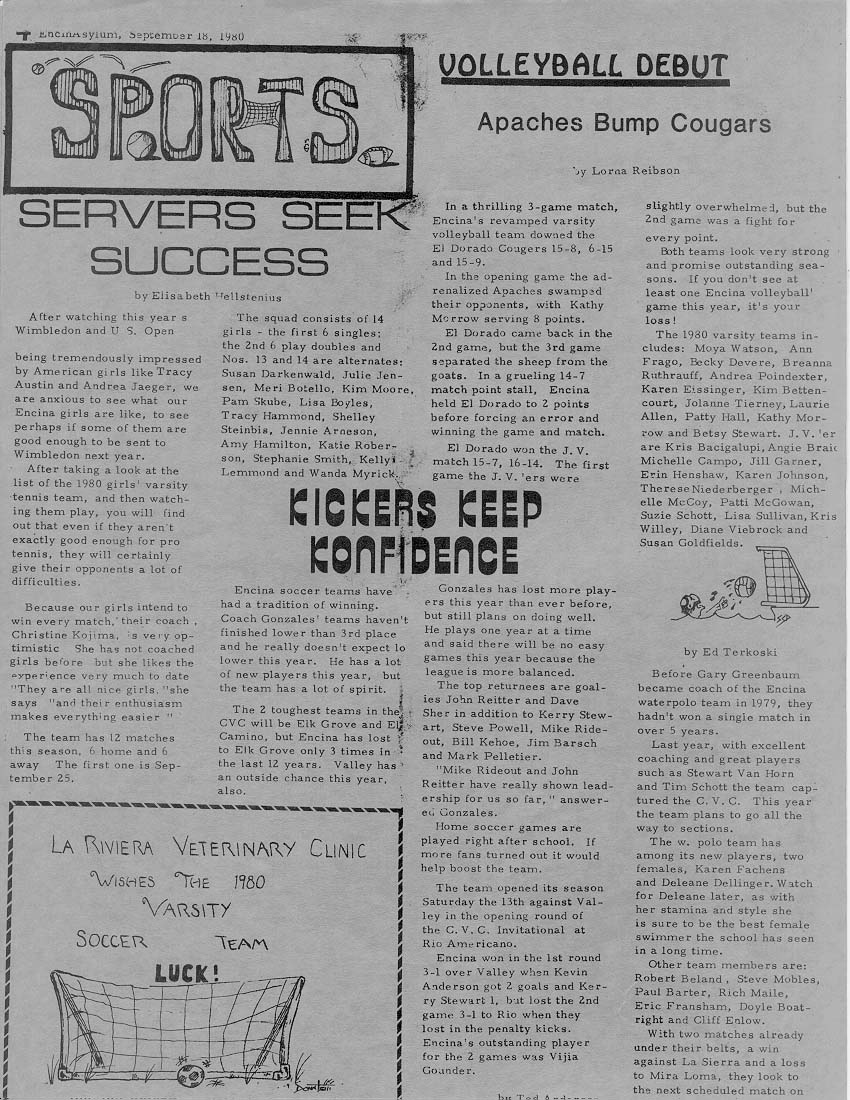 EncinAsylum, September 18, 1980
SPORTS
SERVERS SEEK
SUCCESS
by Elisabeth Hellstenius
After watching this year s
Wimbledon and U S. Open
being tremendously impressed
by American girls like Tracy
Austin and Andrea Jaeger, we
are anxious to see what our
Encina girls are like, to see
perhaps if some of them are
good enough to be sent to
Wimbledon next year.
After taking a look at the
list of the 1980 girls' varsity
tennis team, and then watch-
ing them play, you will find
out that even if they aren't
exactly good enough for pro
tennis, they will certainly
give their opponents a lot of
difficulties.
Because our girls intend to
win every match, their coach ,
Christine Kojima, s very op-
timistic She has not coached
girls before but she likes the
experience very much to date
"They are all nice girls, "she
says "and their enthusiasm
makes everything easier "
The team has 12 matches
this season, 6 home and 6
away The first one is Sep-
tember 25.
The squad consists of 14
girls - the first 6 singles;
the 2nd 6 play doubles and
Nos. 13 and 14 are alternates:
Susan Darkenwald, Julie Jen-
sen, Meri Botello, Kim Moore,
Pam Skube, Lisa Boyles,
Tracy Hammond, Shelley
Steinbis, Jennie Arneson,
Amy Hamilton, Katie Rober-
son, Stephanie Smith, Kelly
Lemmond and Wanda Myrick.
VOLLEYBALL DEBUT
Apaches Bump Cougars
by Lorna Reibson
In a thrilling 3-game match,
Encina's revamped varsity
volleyball team downed the
El Dorado Cougers 15-8, 6-15
and 15-9.
In the opening game the ad-
renalized Apaches swamped
their opponents, with Kathy
Morrow serving 8 points.
El Dorado came back in the
2nd game, but the 3rd game
separated the sheep from the
goats. In a grueling 14-7
match point stall, Encina
held El Dorado to 2 points
before forcing an error and
winning the game and match.
El Dorado won the J. V.
match 15-7, 16-14. The first
game the J. V. 'ers were
slightly overwhelmed, but the
2nd game was a fight for
every point.
Both teams look very strong
and promise outstanding sea-
sons. If you don't see at
least one Encina volleyball'
game this year, it's your
loss!
The 1980 varsity teams in-
cludes: Moya Watson, Ann
Frago, Becky Devere, Breanna
Ruthrauff, Andrea Poindexter,
Karen Eissinger, Kim Betten-
court, Jolanne Tierney, Laurie
Allen, Patty Hall, Kathy Mor-
row and Betsy Stewart. J. V. 'er
are Kris Bacigalupi, Angie Braic
Michelle Campo, Jill Garner,
Erin Henshaw, Karen Johnson,
Therese Niederberger , Mich-
elle McCoy, Patti McGowan,
Suzie Schott, Lisa Sullivan, Kris
Willey, Diane Viebrock and
Susan Goldfields.
KICKERS KEEP
KONFIDENCE
Encina soccer teams have
had a tradition of winning.
Coach Gonzales' teams haven't
finished lower than 3rd place
and he really doesn't expect lo
lower this year. He has a lot
of new players this year, but
the team has a lot of spirit.
The 2 toughest teams in the
CVC will be Elk Grove and El
Camino, but Encina has lost
to Elk Grove only 3 times in
the last 12 years. Valley has
an outside chance this year,
also.
Gonzales has lost more play-
ers this year than ever before,
but still plans on doing well.
He plays one year at a time
and said there will be no easy
games this year because the
league is more balanced.
The top returnees are goal-
ies John Reitter and Dave
Sher in addition to Kerry Stew-
art, Steve Powell, Mike Ride-
out, Bill Kehoe, Jim Barsch
and Mark Pelletier.
"Mike Rideout and John
Reitter have really shown lead-
ership for us so far, " answer-
ed Gonzales.
Home soccer games are
played right after school. If
more fans turned out it would
help boost the team.
The team opened its season
Saturday the 13th against Val-
ley in the opening round of
the C. V. C. Invitational at
Rio Americano.
Encina won in the 1st round
3-1 over Valley when Kevin
Anderson got 2 goals and Ker-
ry Stewart 1, but lost the 2nd
game 3-1 to Rio when they
lost in the penalty kicks.
Encina's outstanding player
for the 2 games was Vijia
Gounder.
by Ted
by Ed Terkoski
Before Gary Greenbaum
became coach of the Encina
waterpolo team in 1979, they
hadn't won a single match in
over 5 years.
Last year, with excellent
coaching and great players
such as Stewart Van Horn
and Tim Schott the team cap-
tured the C. V. C. This year
the team plans to go all the
way to sections.
The w. polo team has
among its new players, two
females, Karen Fachens
and Deleane Dellinger. Watch
for Deleane later, as with
her stamina and style she
is sure to be the best female
swimmer the school has seen
in a long time.
Other team members are:
Robert Beland , Steve Mobles,
Paul Barter, Rich Maile,
Eric Fransham, Doyle Boat-
right and Cliff Enlow.
With two matches already
under their belts, a win
against La Sierra and a loss
to Mira Loma, they look to
the next scheduled match on
LA RIVIERA VETERINARY CLINIC
WISHES THE 1980
VARSITY
SOCCER TEAM
LUCK!